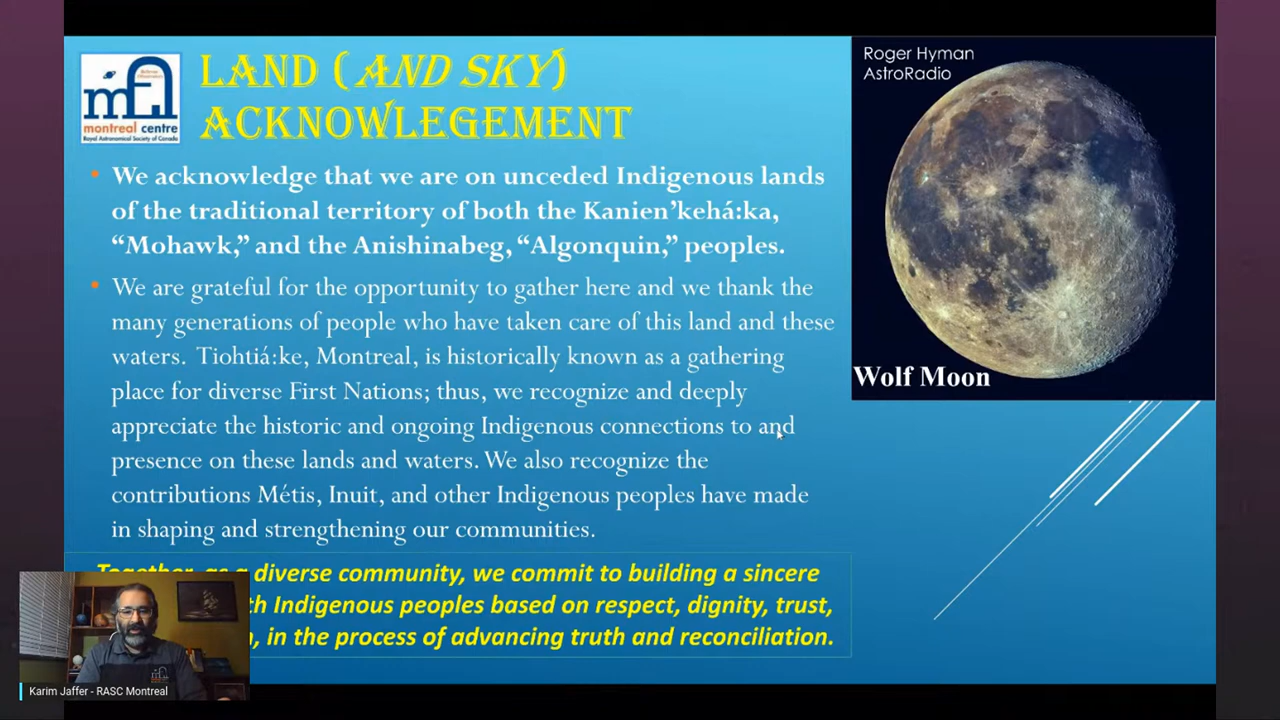 LAND (AND SKY)
ACKNOWLEGEMENT
montreal centre
Royal Astronomical Society of Canada
Roger Hyman
AstroRadio
Wolf Moon
• We acknowledge that we are on unceded Indigenous lands
of the traditional territory of both the Kanien’kehá:ka,
“Mohawk,” and the Anishinabeg, “Algonquin,” peoples.
• We are grateful for the opportunity to gather here and we thank the
many generations of people who have taken care of this land and these
waters. Tiohtiá:ke, Montreal, is historically known as a gathering
place for diverse First Nations; thus, we recognize and deeply
appreciate the historic and ongoing Indigenous connections to and
presence on these lands and waters. We also recognize the
contributions Métis, Inuit, and other Indigenous peoples have made
in shaping and strengthening our communities.
Together, as a diverse community, we commit to building a sincere
Indigenous peoples based on respect, dignity, trust,
in the process of advancing truth and reconciliation.
Karim Jaffer - RASC Montreal